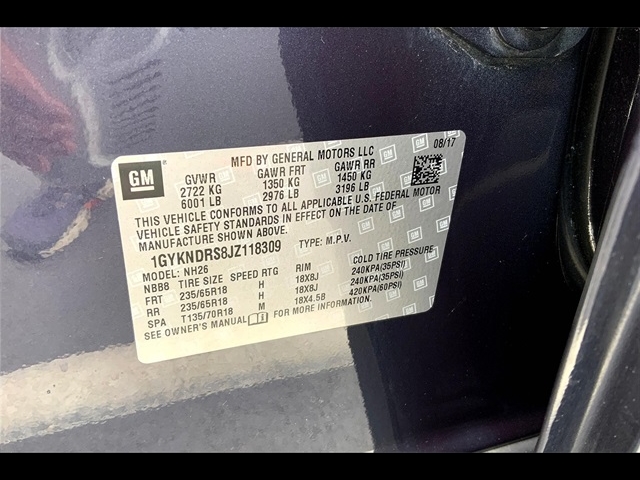 GM
MFD BY GENERAL MOTORS LLC 08/17
GVWR GAWR FRT GAWR RR
2722 KG 1350 KG 1450 KG
6001 LB 2976 LB 3196 LB
THIS VEHICLE CONFORMS TO ALL APPLICABLE U.S. FEDERAL MOTOR
VEHICLE SAFETY STANDARDS IN EFFECT ON THE DATE OF
MANUFACTURE SHOWN ABOVE.
1GYKNDRS8JZ118309 TYPE: M.P.V.
MODEL: NH26
NBB8 TIRE SIZE SPEED RTG RIM COLD TIRE PRESSURE
FRT 235/65R18 H 18X8J 240KPA(35PSI)
RR 235/65R18 H 18X8J 240KPA(35PSI)
SPA T135/70R18 M 18X4.5B 420KPA(60PSI)
SEE OWNER'S MANUAL FOR MORE INFORMATION.